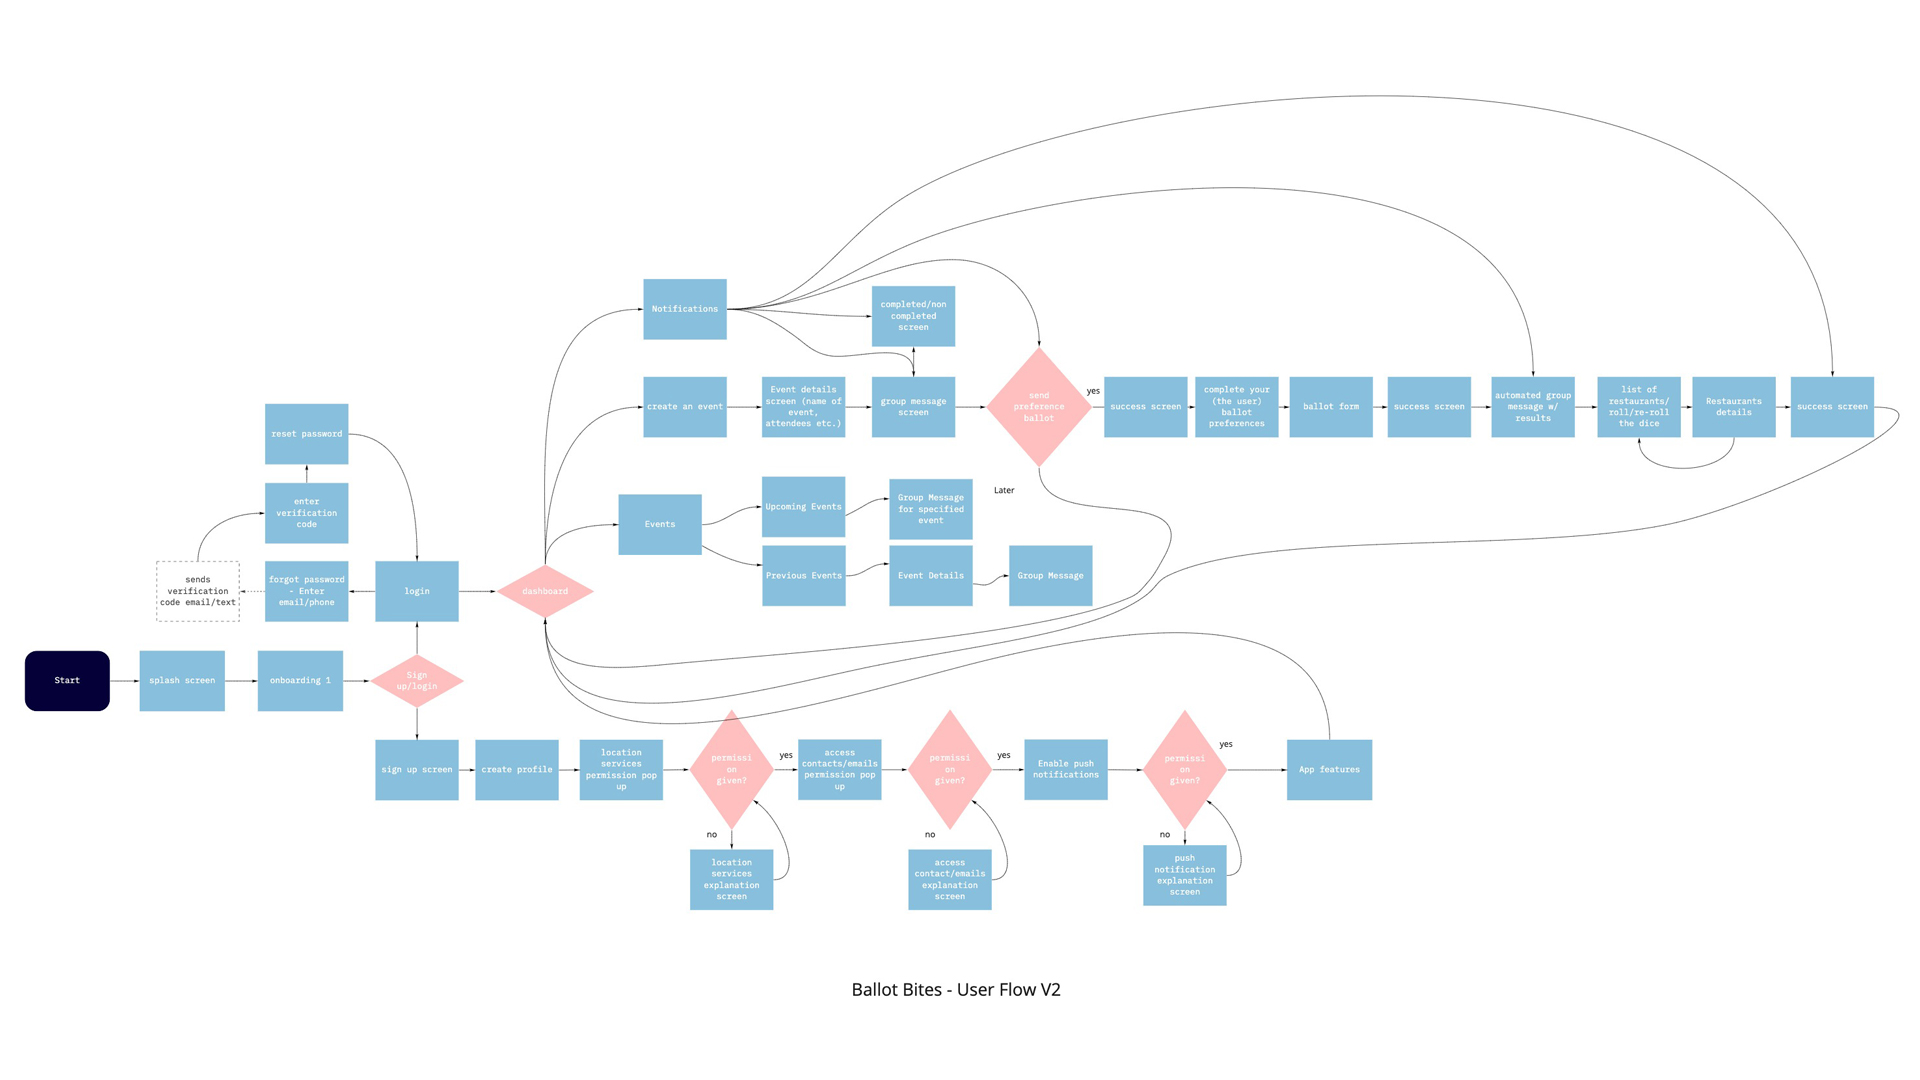 Notifications
completed/non
completed
screen
create an event
Event details
screen (name of
event,
attendees etc.)
group message
screen
send
preference
ballot
yes
success screen
complete your
(the user)
ballot
preferences
ballot form
success screen
automated group
message w/
results
list of
restaurants/
roll/re-roll
the dice
Restaurants
details
success screen
reset password
enter
verification
code
Events
Upcoming Events
Group Message
for specified
event
Later
Previous Events
Event Details
Group Message
sends
verification
code email/text
forgot password
- Enter
email/phone
login
dashboard
Start
splash screen
onboarding 1
Sign
up/login
sign up screen
create profile
location
services
permission pop
up
permissi
on
given?
yes
access
contacts/emails
permission pop
up
permissi
on
given?
yes
Enable push
notifications
permissi
on
given?
yes
App features
no
location
services
explanation
screen
no
access
contact/emails
explanation
screen
no
push
notification
explanation
screen
Ballot Bites - User Flow V2